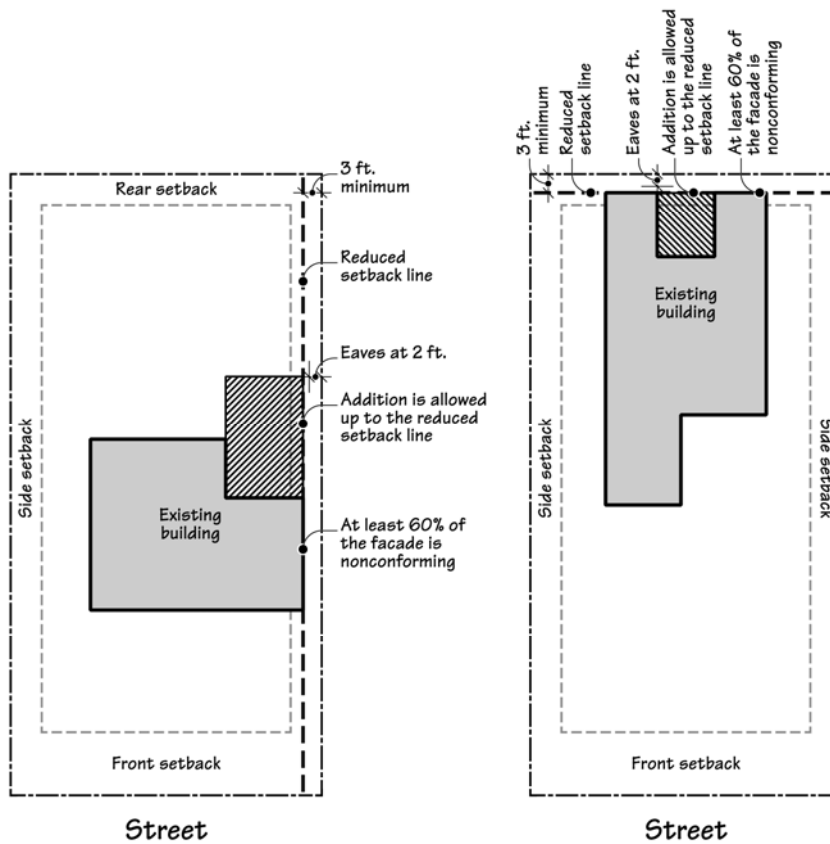 Rear setback
3 ft.
minimum
Reduced
setback line
Eaves at 2 ft.
Addition is allowed
up to the reduced
setback line
Side setback
Existing
building
At least 60% of
the facade is
nonconforming
Front setback
Street
3 ft.
minimum
Reduced
setback line
Eaves at 2 ft.
Addition is allowed
up to the reduced
setback line
At least 60% of
the facade is
nonconforming
Existing
building
Side setback
Side setback
Front setback
Street